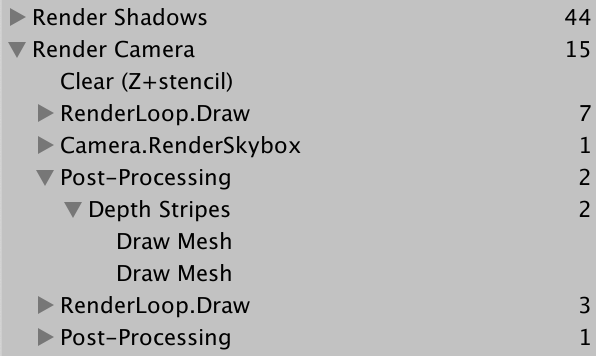 Render Shadows 44
Render Camera 15
Clear (Z+stencil)
RenderLoop.Draw 7
Camera.RenderSkybox 1
Post-Processing 2
Depth Stripes 2
Draw Mesh
Draw Mesh
RenderLoop.Draw 3
Post-Processing 1